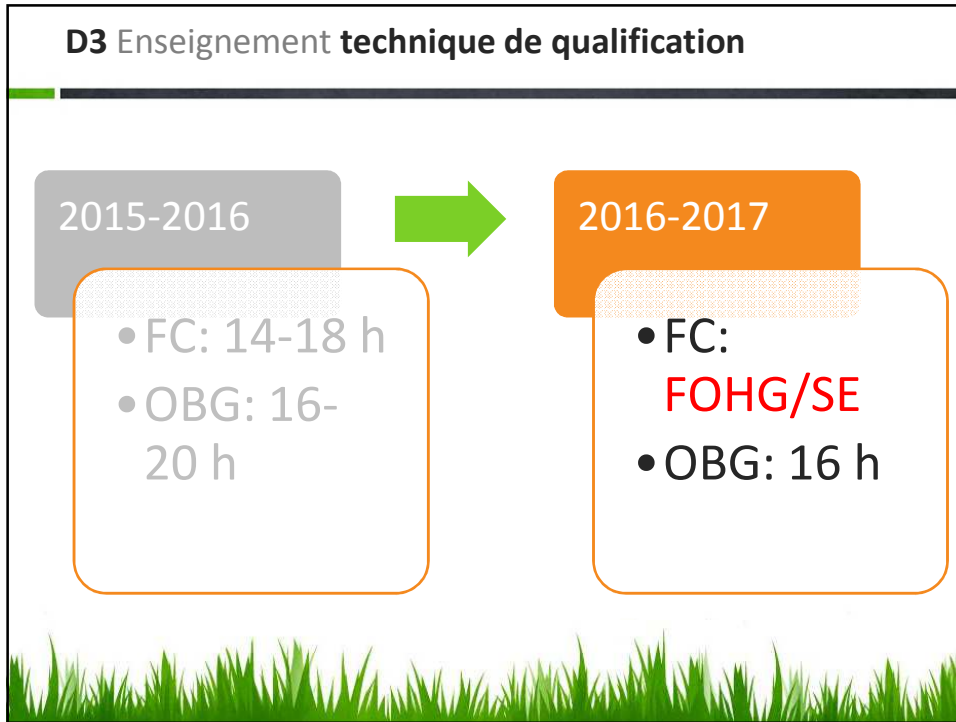 D3 Enseignement technique de qualification
2015-2016
• FC: 14-18 h
• OBG: 16-
20 h
2016-2017
• FC:
FOHG/SE
• OBG: 16 h